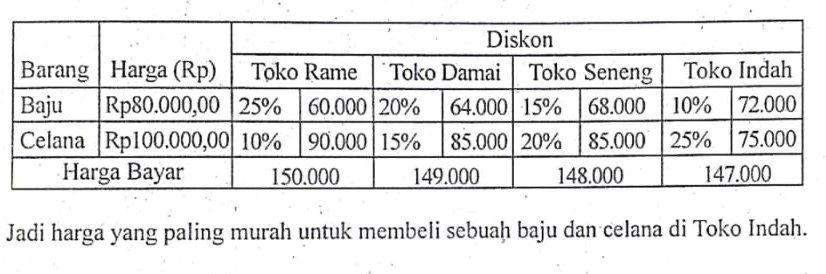 Diskon
Barang Harga (Rp) Toko Rame Toko Damai Toko Seneng Toko Indah
Baju Rp80.000,00 25% 60.000 20% 64.000 15% 68.000 10% 72.000
Celana Rp100.000,00 10% 90.000 15% 85.000 20% 85.000 25% 75.000
Harga Bayar 150.000 149.000 148.000 147.000
Jadi harga yang paling murah untuk membeli sebuah baju dan celana di Toko Indah.